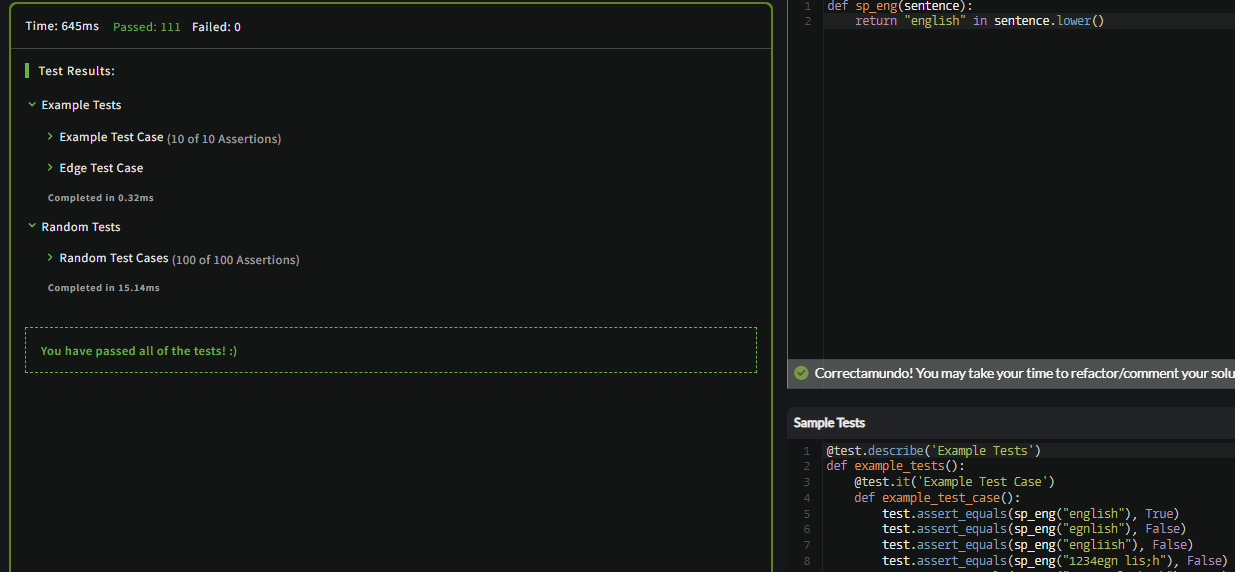 Time: 645ms Passed: 111 Failed: 0
Test Results:
Example Tests
Example Test Case (10 of 10 Assertions)
Edge Test Case
Completed in 0.32ms
Random Tests
Random Test Cases (100 of 100 Assertions)
Completed in 15.14ms
You have passed all of the tests! :)
1 def sp_eng(sentence):
2 return "english" in sentence.lower()
Correctamundo! You may take your time to refactor/comment your solu
Sample Tests
1 @test.describe('Example Tests')
2 def example_tests():
3 @test.it('Example Test Case')
4 def example_test_case():
5 test.assert_equals(sp_eng("english"), True)
6 test.assert_equals(sp_eng("egnlish"), False)
7 test.assert_equals(sp_eng("engliish"), False)
8 test.assert_equals(sp_eng("1234egn lis;h"), False)